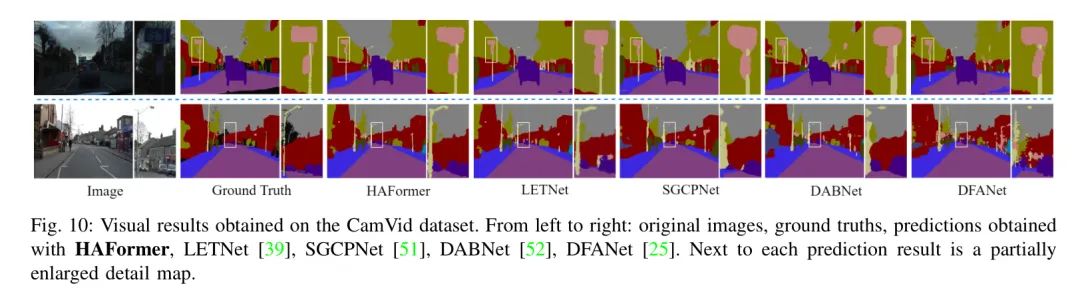 Image Ground Truth HAFormer LETNet SGCPNet DABNet DFANet
Fig. 10: Visual results obtained on the CamVid dataset. From left to right: original images, ground truths, predictions obtained
with HAFormer, LETNet [39], SGCPNet [51], DABNet [52], DFANet [25]. Next to each prediction result is a partially
enlarged detail map.